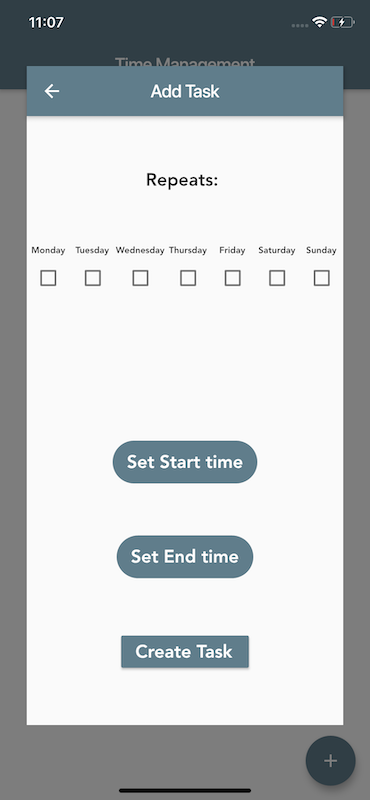 11:07
Time Management
Add Task
Repeats:
Monday Tuesday Wednesday Thursday Friday Saturday Sunday
Set Start time
Set End time
Create Task